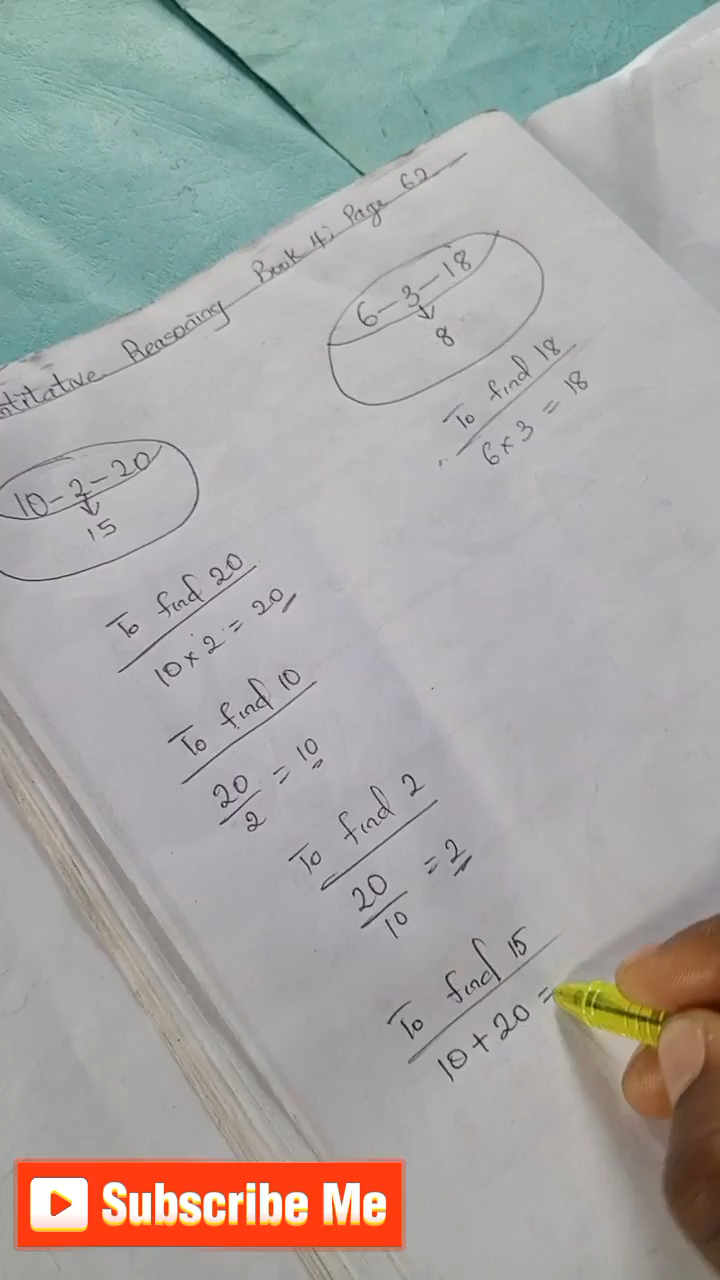 Reasoning Book 4; Page 62
6-3-18
8
To find 18
6×3 = 18
10-2-20
15
To find 20
10×2 = 20
To find 10
20/2 = 10
To find 2
20/10 = 2
To find 15
10+20 =
Subscribe Me